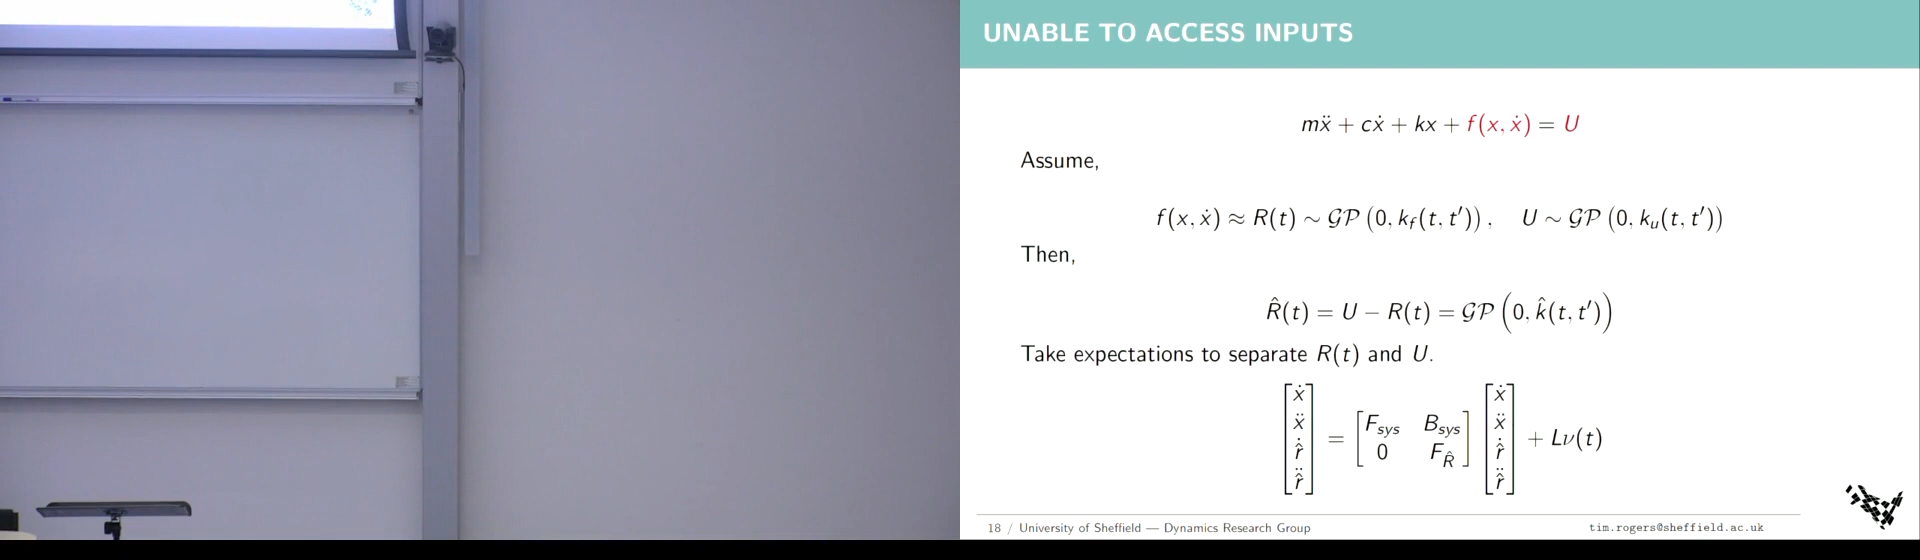 UNABLE TO ACCESS INPUTS
mẍ + cẋ + kx + f(x, ẋ) = U
Assume,
f(x, ẋ) ≈ R(t) ∼ 𝒢𝒫 (0, k_f(t, t′)) ,   U ∼ 𝒢𝒫 (0, k_u(t, t′))
Then,
R̂(t) = U − R(t) = 𝒢𝒫 (0, k̂(t, t′))
Take expectations to separate R(t) and U.
[ẋ; ẍ; r̂̇; r̂̈] = [F_sys B_sys; 0 F_R̂] [ẋ; ẍ; r̂̇; r̂̈] + Lν(t)
18 / University of Sheffield — Dynamics Research Group
tim.rogers@sheffield.ac.uk